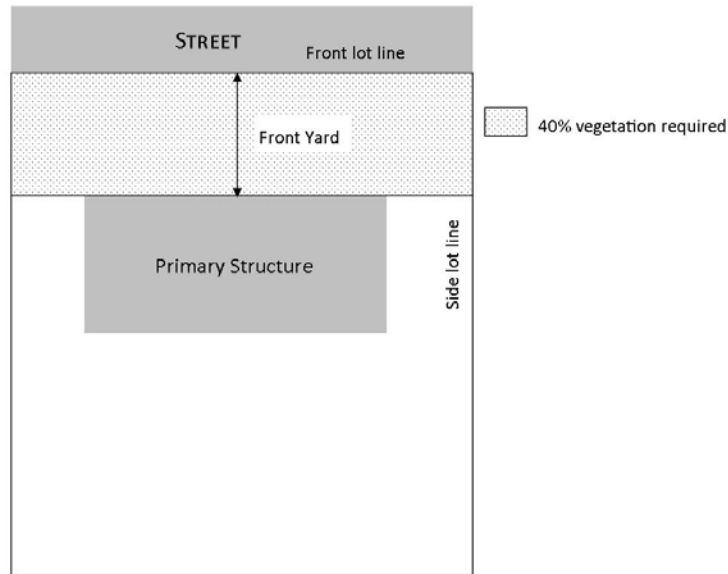 STREET
Front lot line
Front Yard
40% vegetation required
Primary Structure
Side lot line